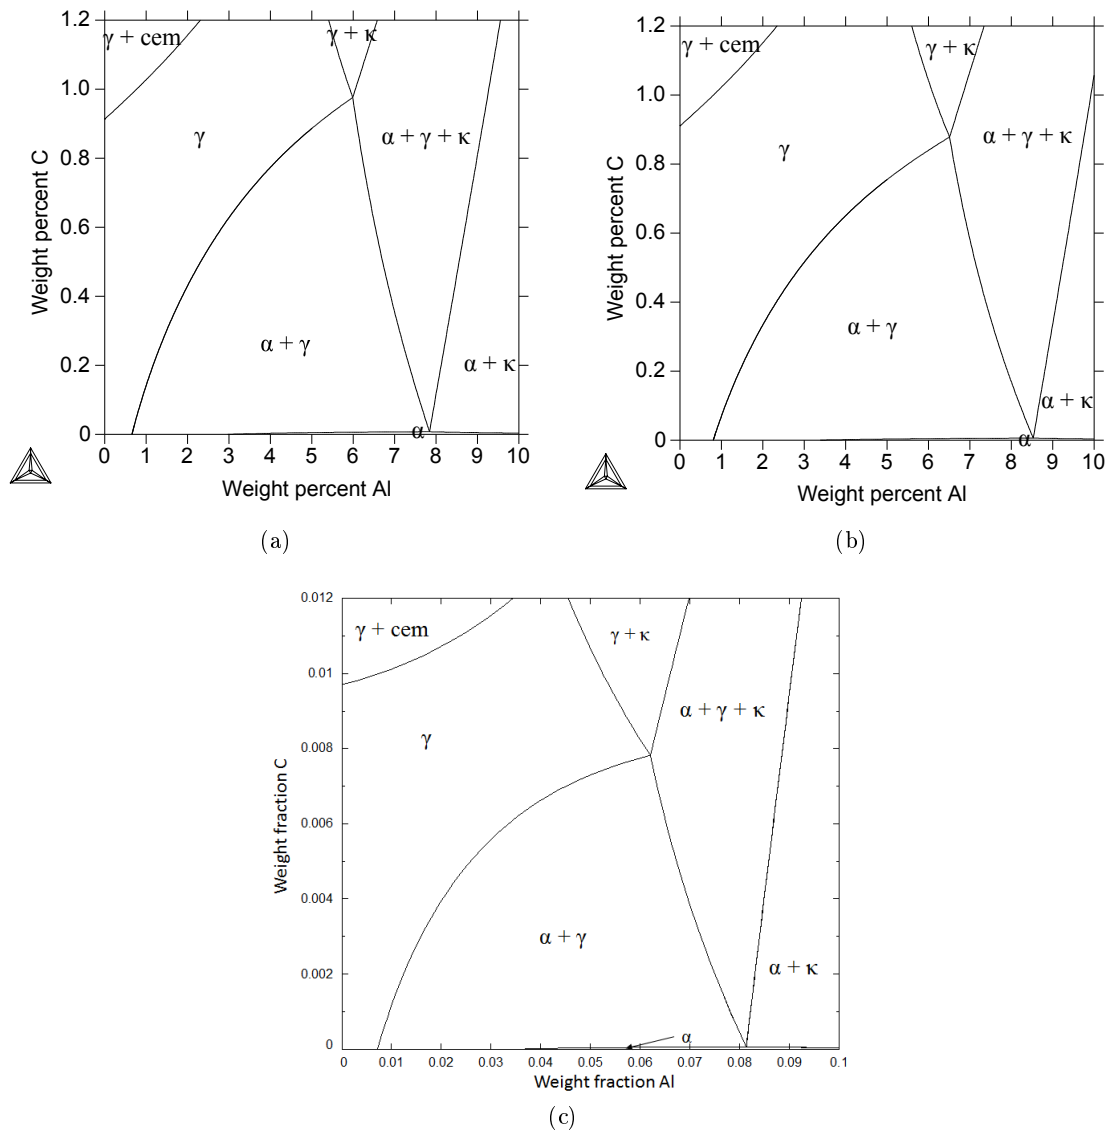 γ + cem
γ + κ
γ
α + γ + κ
α + γ
α + κ
α
1.2
1.0
0.8
0.6
0.4
0.2
0
0 1 2 3 4 5 6 7 8 9 10
Weight percent C
Weight percent Al
(a)
γ + cem
γ + κ
γ
α + γ + κ
α + γ
α + κ
α
1.2
1.0
0.8
0.6
0.4
0.2
0
0 1 2 3 4 5 6 7 8 9 10
Weight percent C
Weight percent Al
(b)
γ + cem
γ + κ
γ
α + γ + κ
α + γ
α + κ
α
0.012
0.01
0.008
0.006
0.004
0.002
0
0 0.01 0.02 0.03 0.04 0.05 0.06 0.07 0.08 0.09 0.1
Weight fraction C
Weight fraction Al
(c)